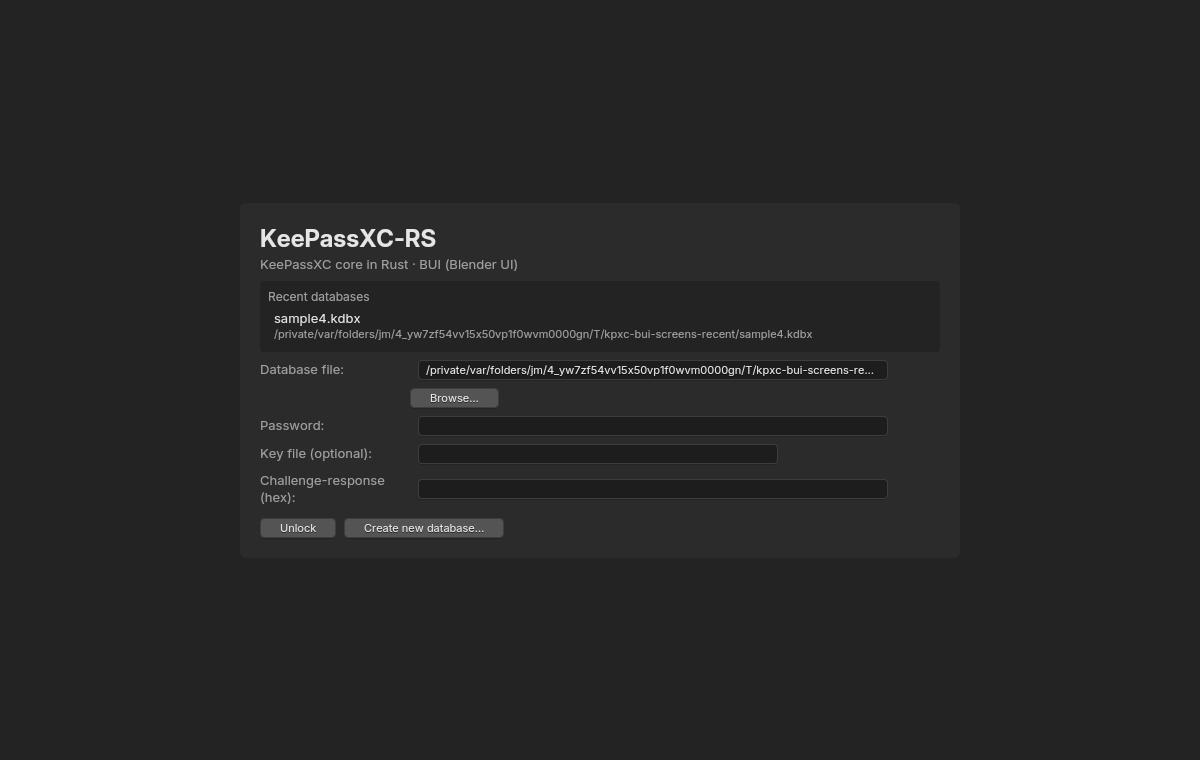 KeePassXC-RS
KeePassXC core in Rust · BUI (Blender UI)
Recent databases
sample4.kdbx
/private/var/folders/jm/4_yw7zf54vv15x50vp1f0wvm0000gn/T/kpxc-bui-screens-recent/sample4.kdbx
Database file:
/private/var/folders/jm/4_yw7zf54vv15x50vp1f0wvm0000gn/T/kpxc-bui-screens-re...
Browse...
Password:
Key file (optional):
Challenge-response
(hex):
Unlock
Create new database...